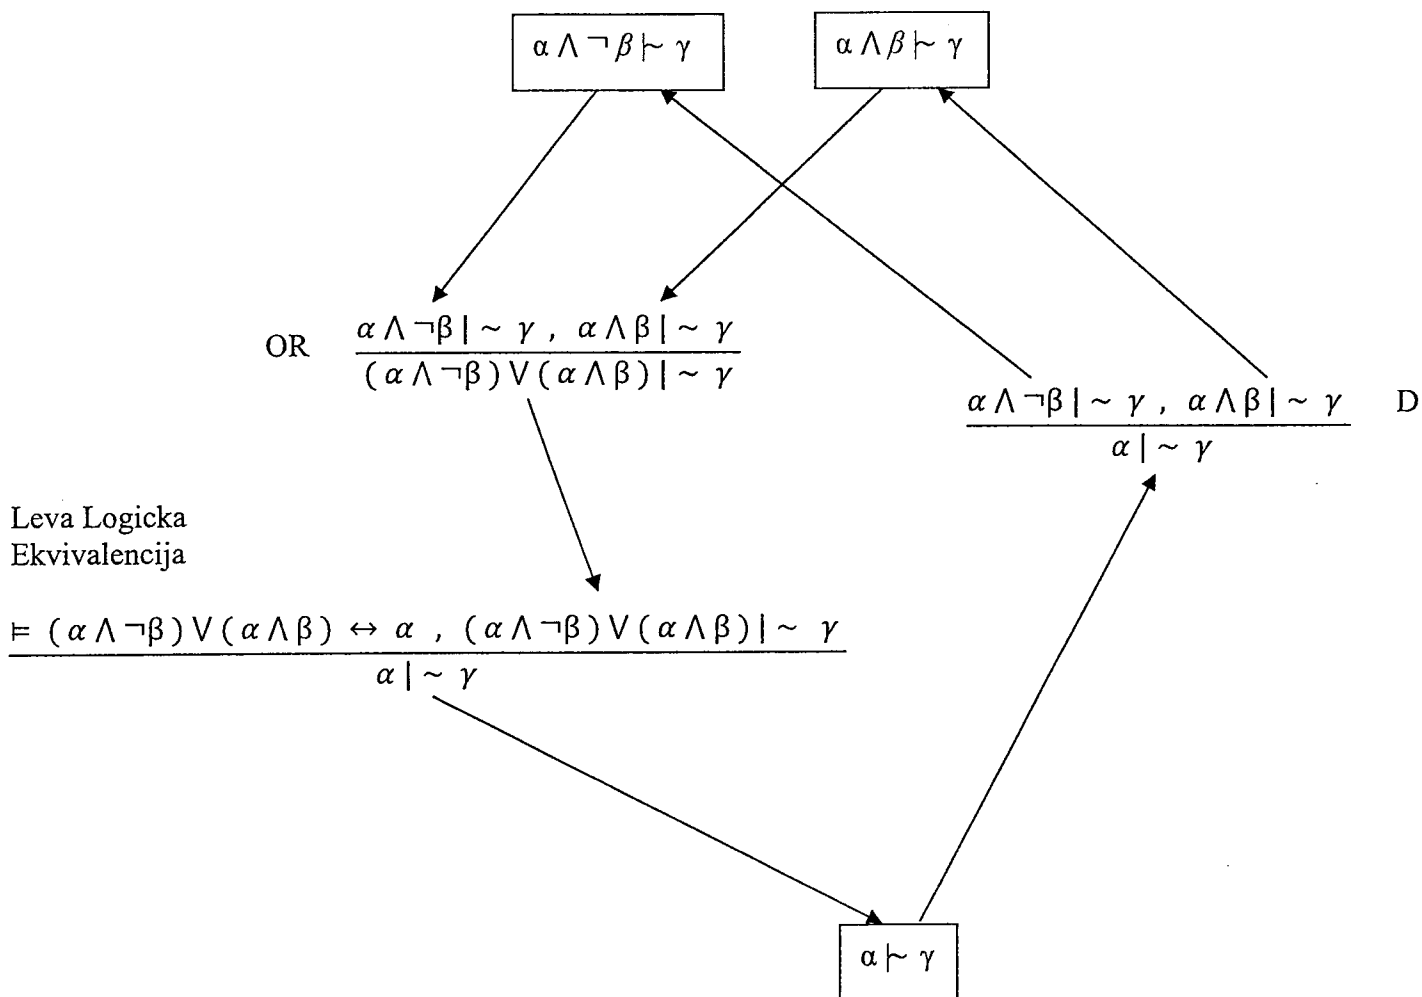 α ∧ ¬ β |~ γ
α ∧ β |~ γ
OR α ∧ ¬β | ~ γ , α ∧ β | ~ γ
( α ∧ ¬β ) ∨ ( α ∧ β ) | ~ γ
α ∧ ¬β | ~ γ , α ∧ β | ~ γ D
α | ~ γ
Leva Logicka
Ekvivalencija
⊨ ( α ∧ ¬β ) ∨ ( α ∧ β ) ↔ α , ( α ∧ ¬β ) ∨ ( α ∧ β ) | ~ γ
α | ~ γ
α |~ γ